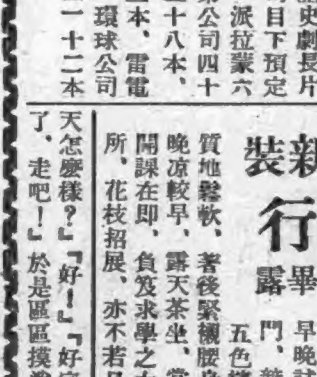 史劇長片
目下預定
派拉蒙六
公司四十
十八本、
本、雷電
環球公司
一十二本
新裝
行
畢露
早晚
門、
五色
質地鬆軟、著後緊襯腰
晚凉較早、露天茶坐、
開課在即、負笈求學之
所、花枝招展、亦不若
天怎麼樣？』『好！』『好
了、走吧！』於是區區摸